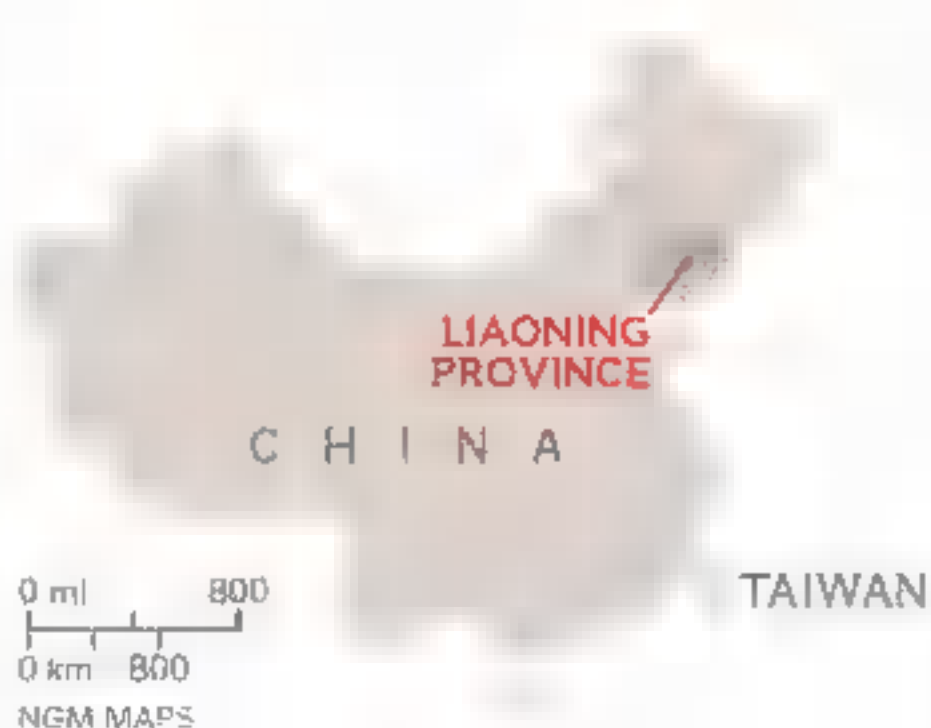 LIAONING
PROVINCE
C H I N A
TAIWAN
0 mi 800
0 km 800
NGM MAPS